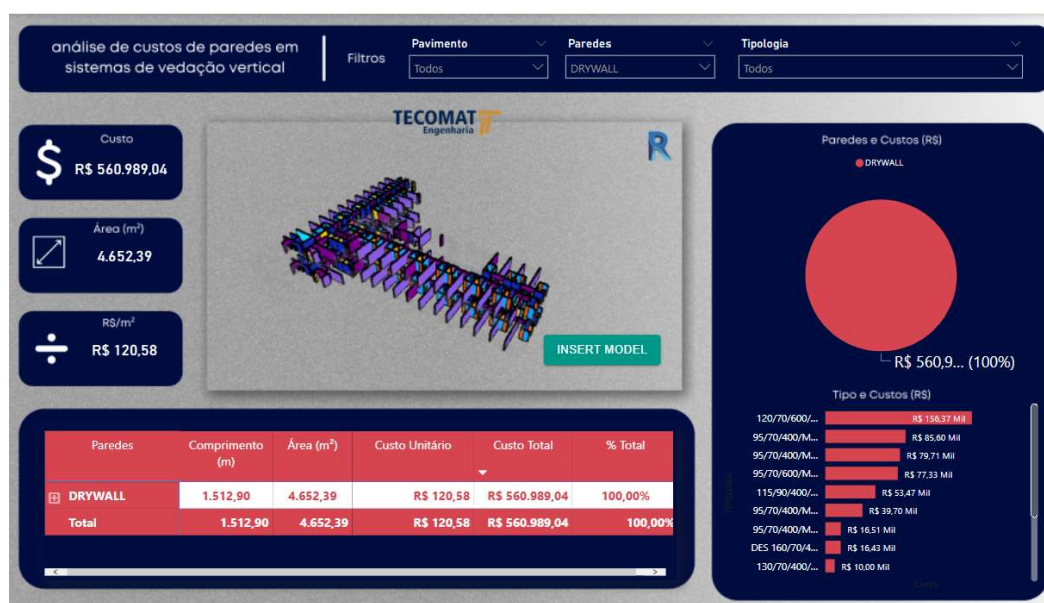 análise de custos de paredes em
sistemas de vedação vertical
Filtros
Pavimento
Todos
Paredes
DRYWALL
Tipologia
Todos
TECOMAT
Engenharia
R
Custo
R$ 560.989,04
Área (m²)
4.652,39
R$/m²
R$ 120,58
INSERT MODEL
Paredes e Custos (R$)
DRYWALL
R$ 560,9... (100%)
Tipo e Custos (R$)
120/70/600/... R$ 156,37 Mil
95/70/400/M... R$ 85,60 Mil
95/70/400/M... R$ 79,71 Mil
95/70/600/M... R$ 77,33 Mil
115/90/400/... R$ 53,47 Mil
95/70/400/M... R$ 39,70 Mil
95/70/400/M... R$ 16,51 Mil
DES 160/70/4... R$ 16,43 Mil
130/70/400/... R$ 10,00 Mil
Custo
Paredes Comprimento Área (m²) Custo Unitário Custo Total % Total
(m)
DRYWALL 1.512,90 4.652,39 R$ 120,58 R$ 560.989,04 100,00%
Total 1.512,90 4.652,39 R$ 120,58 R$ 560.989,04 100,00%